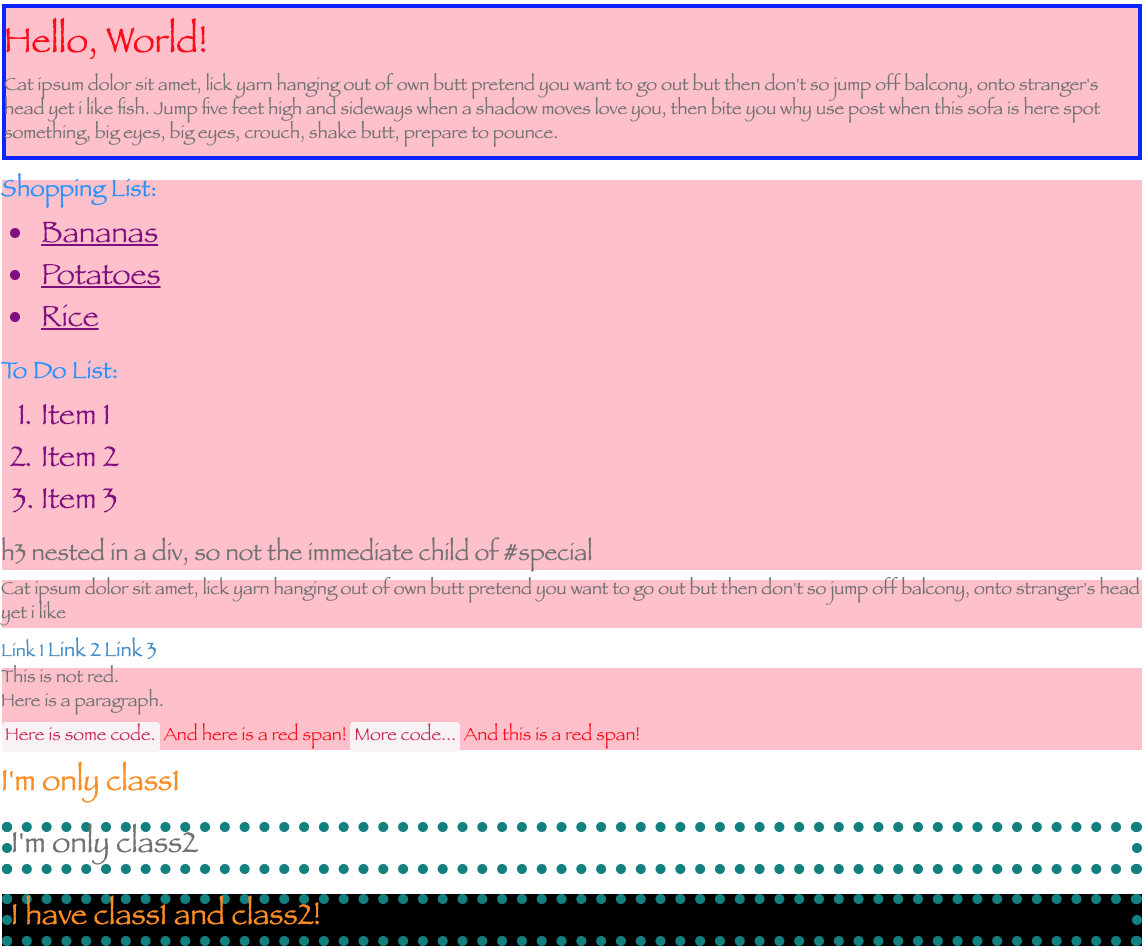 Hello, World!
Cat ipsum dolor sit amet, lick yarn hanging out of own butt pretend you want to go out but then don't so jump off balcony, onto stranger's
head yet i like fish. Jump five feet high and sideways when a shadow moves love you, then bite you why use post when this sofa is here spot
something, big eyes, big eyes, crouch, shake butt, prepare to pounce.
Shopping List:
• Bananas
• Potatoes
• Rice
To Do List:
1. Item 1
2. Item 2
3. Item 3
h3 nested in a div, so not the immediate child of #special
Cat ipsum dolor sit amet, lick yarn hanging out of own butt pretend you want to go out but then don't so jump off balcony, onto stranger's head
yet i like
Link 1 Link 2 Link 3
This is not red.
Here is a paragraph.
Here is some code. And here is a red span! More code... And this is a red span!
I'm only class1
I'm only class2
I have class1 and class2!